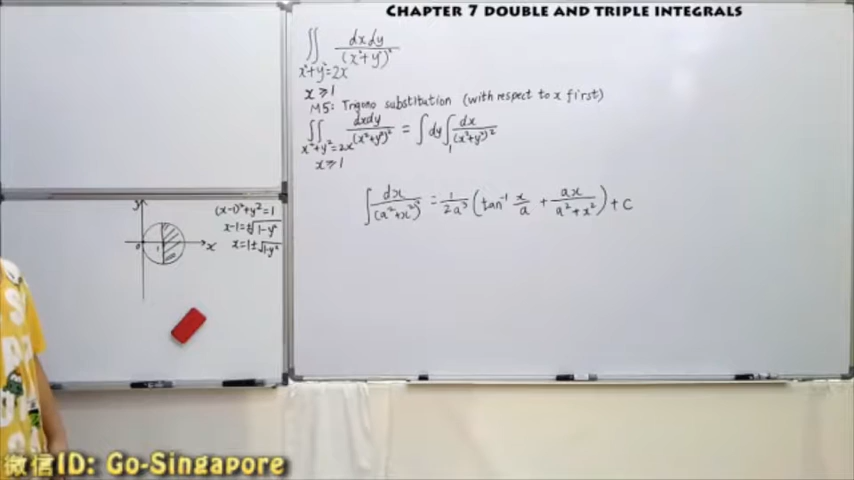 CHAPTER 7 DOUBLE AND TRIPLE INTEGRALS
∬ dxdy/(x²+y²)²
x²+y²=2x
x≥1
M5: Trigono substitution (with respect to x first)
∬ dxdy/(x²+y²)² = ∫dy∫₁ dx/(x²+y²)²
x²+y²=2x
x≥1
∫ dx/(a²+x²)² = 1/2a³ (tan⁻¹ x/a + ax/a²+x²) + C
y
(x-1)²+y²=1
x-1=±√1-y²
x=1±√1-y²
0 1 x
微信ID: Go-Singapore